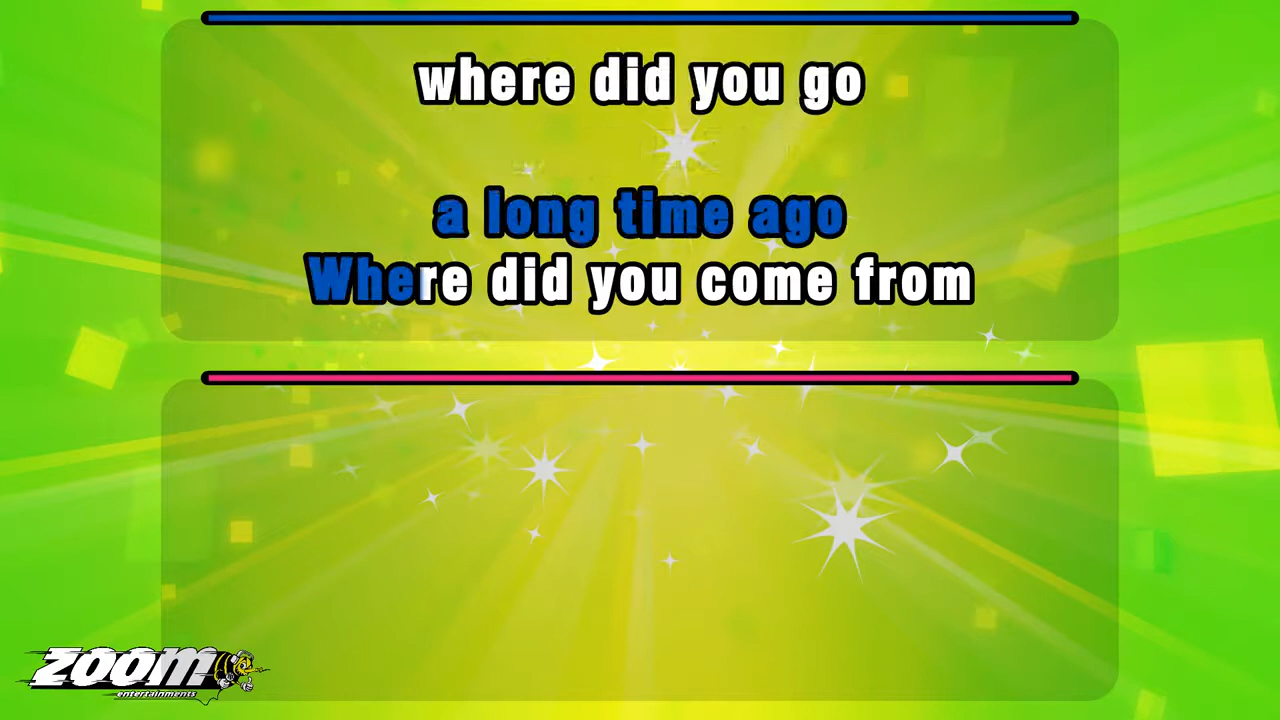 where did you go
a long time ago
Where did you come from
zoom
entertainments